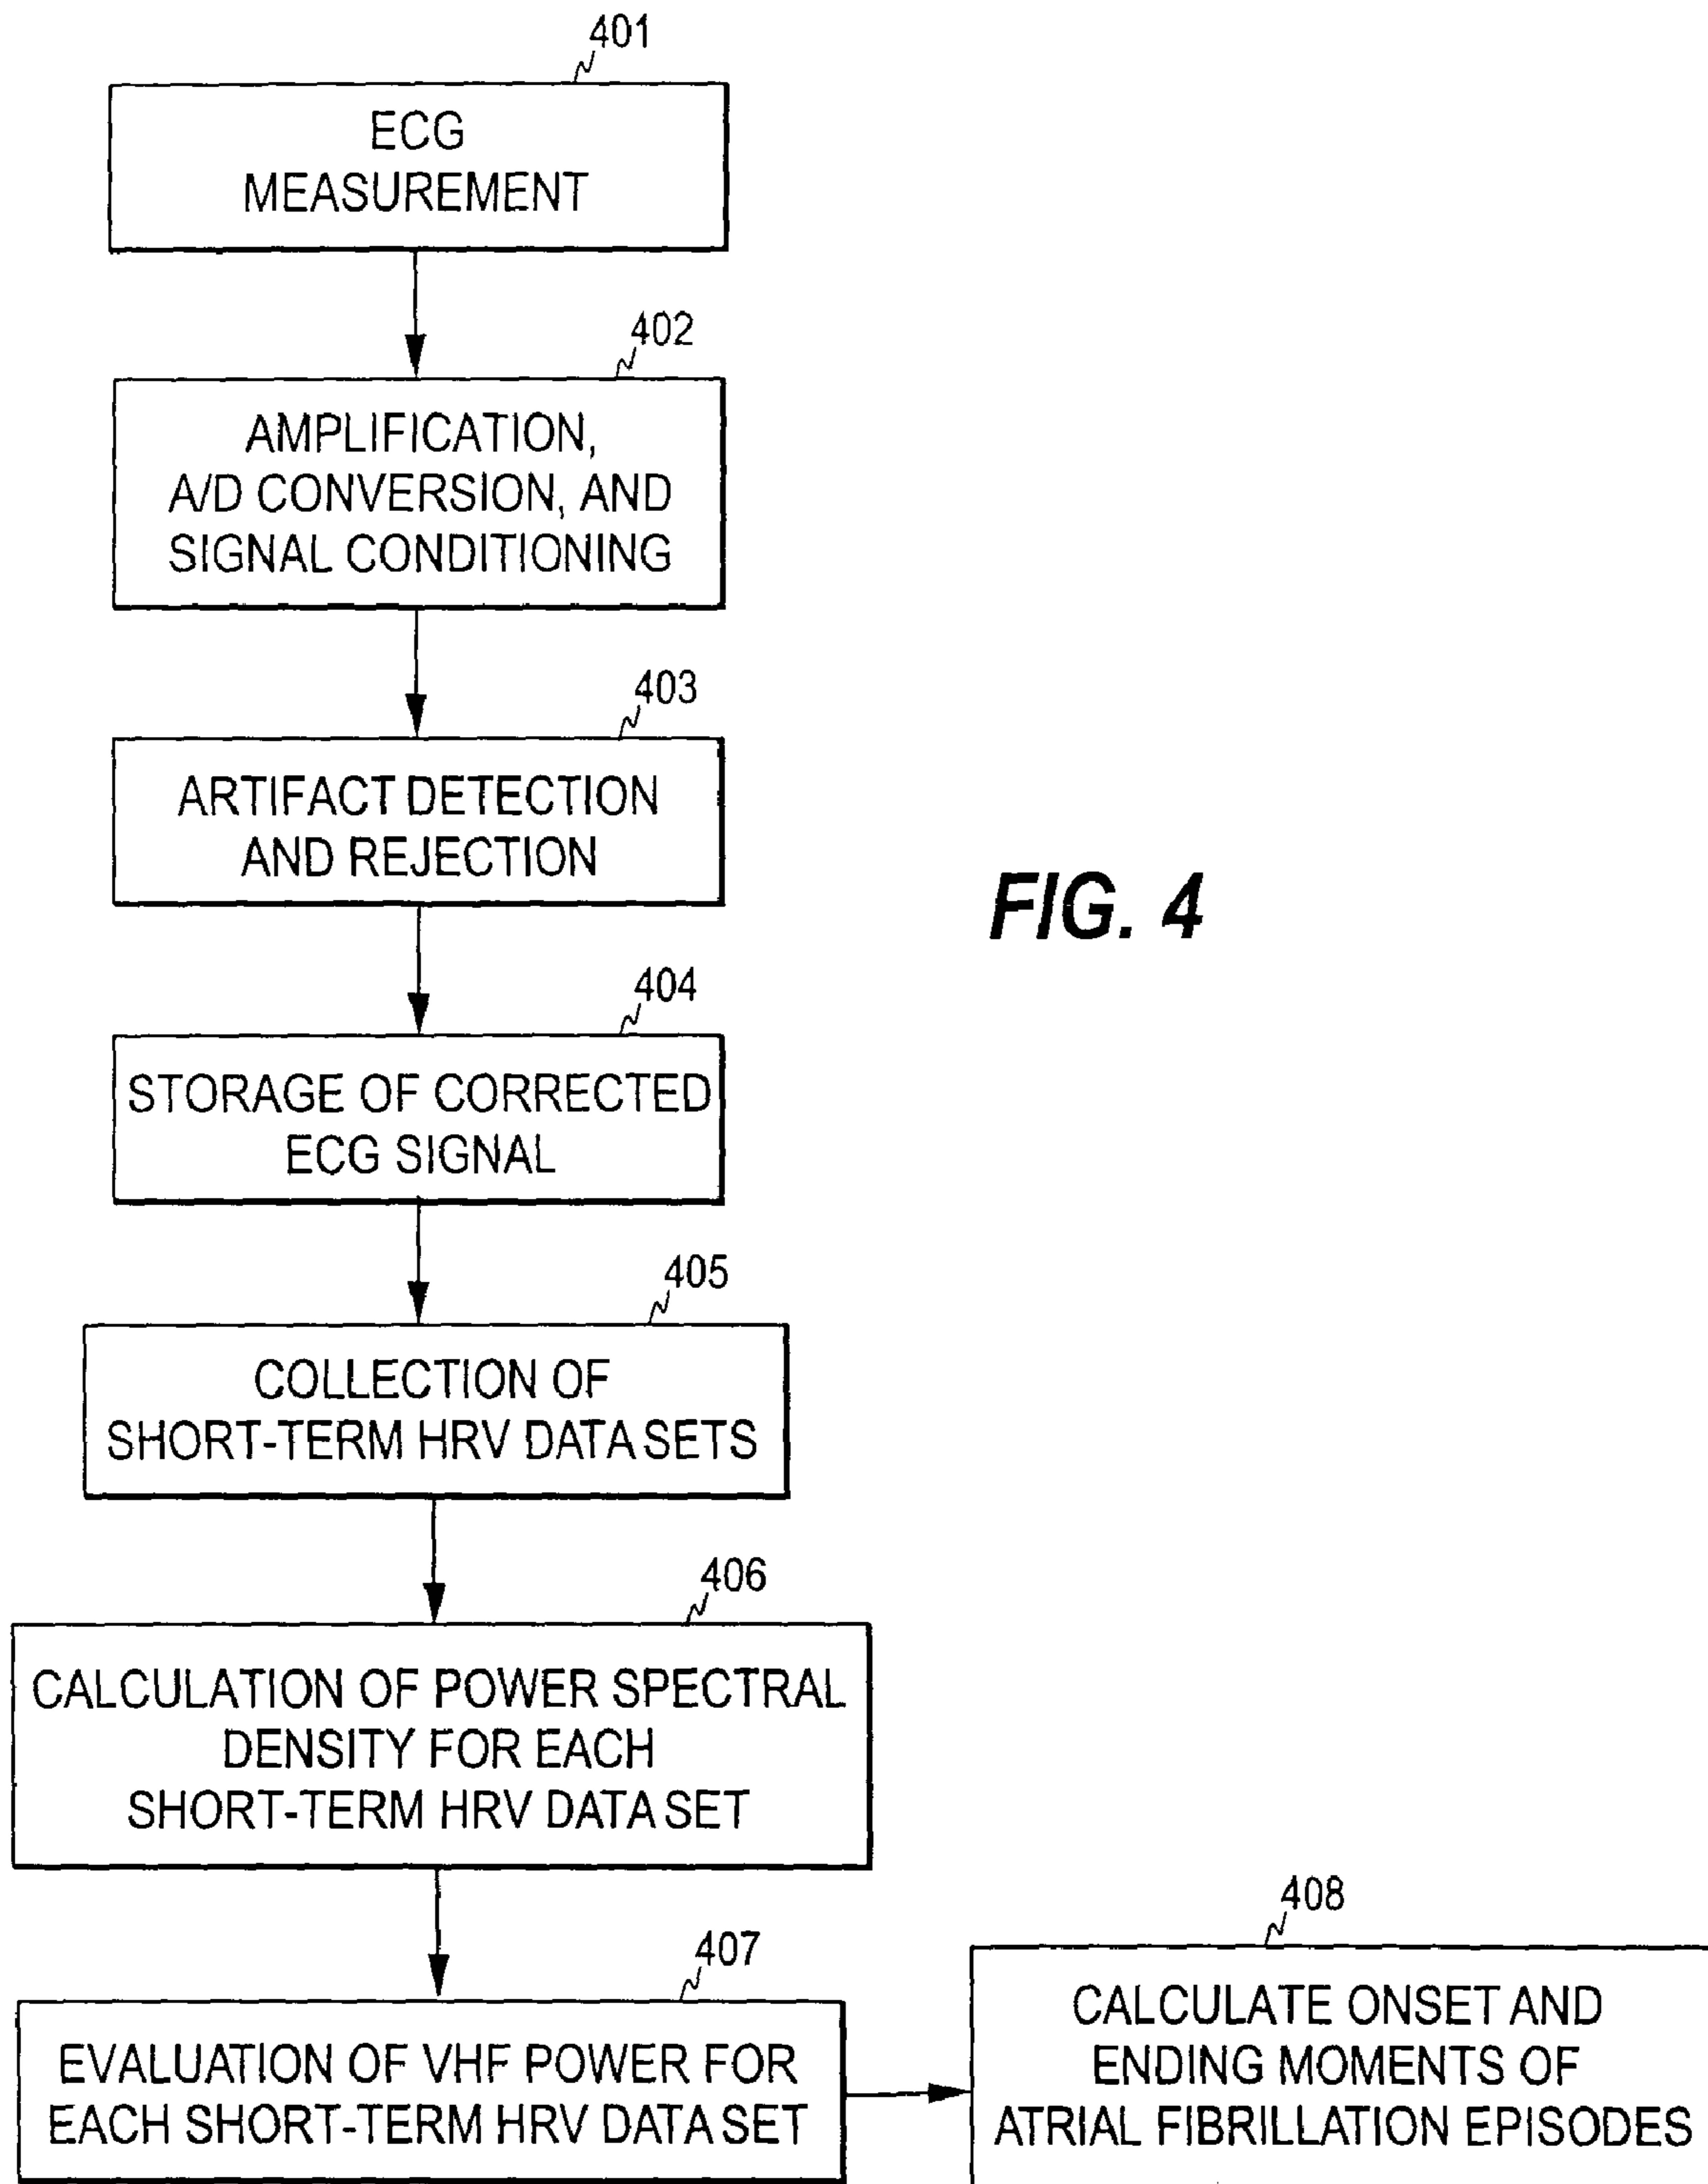 401
ECG
MEASUREMENT
402
AMPLIFICATION,
A/D CONVERSION, AND
SIGNAL CONDITIONING
403
ARTIFACT DETECTION
AND REJECTION
FIG. 4
404
STORAGE OF CORRECTED
ECG SIGNAL
405
COLLECTION OF
SHORT-TERM HRV DATA SETS
406
CALCULATION OF POWER SPECTRAL
DENSITY FOR EACH
SHORT-TERM HRV DATA SET
407
EVALUATION OF VHF POWER FOR
EACH SHORT-TERM HRV DATA SET
408
CALCULATE ONSET AND
ENDING MOMENTS OF
ATRIAL FIBRILLATION EPISODES